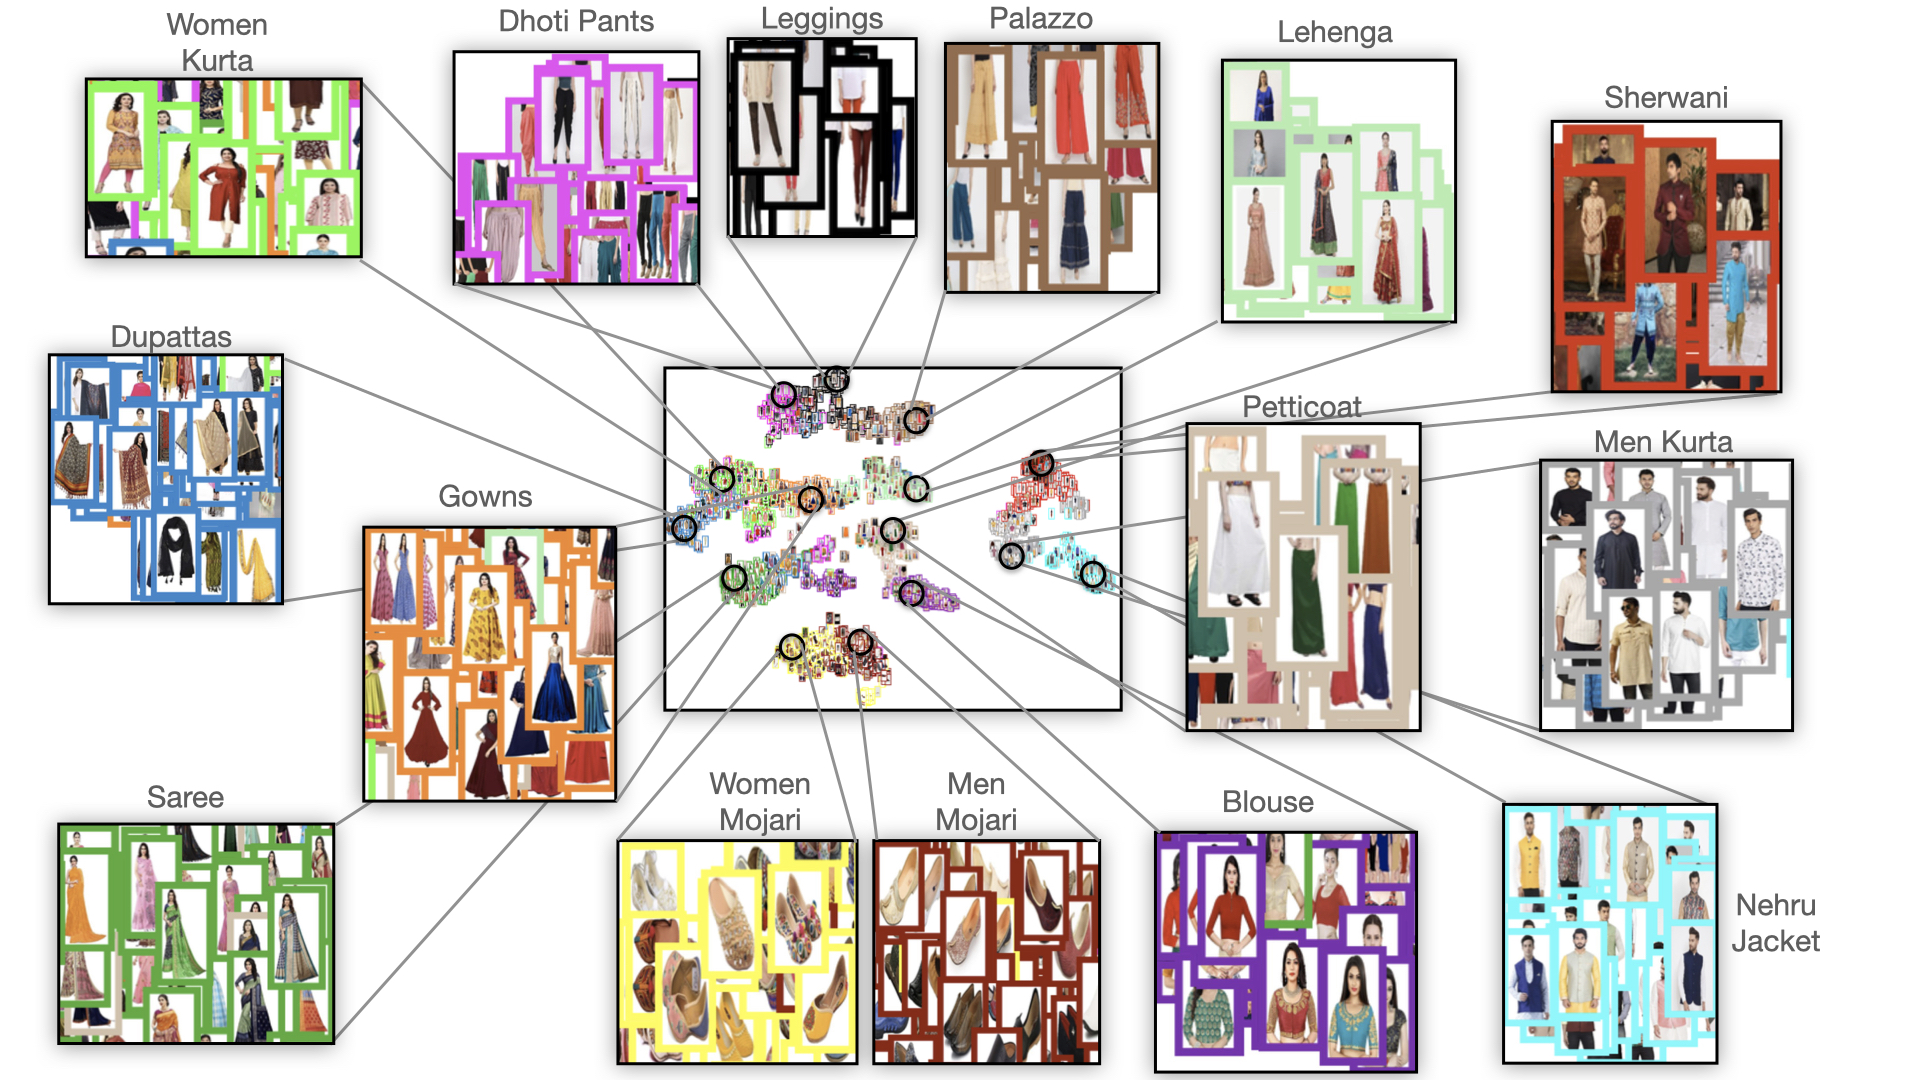 Women
Kurta
Dhoti Pants
Leggings
Palazzo
Lehenga
Sherwani
Dupattas
Gowns
Petticoat
Men Kurta
Saree
Women
Mojari
Men
Mojari
Blouse
Nehru
Jacket